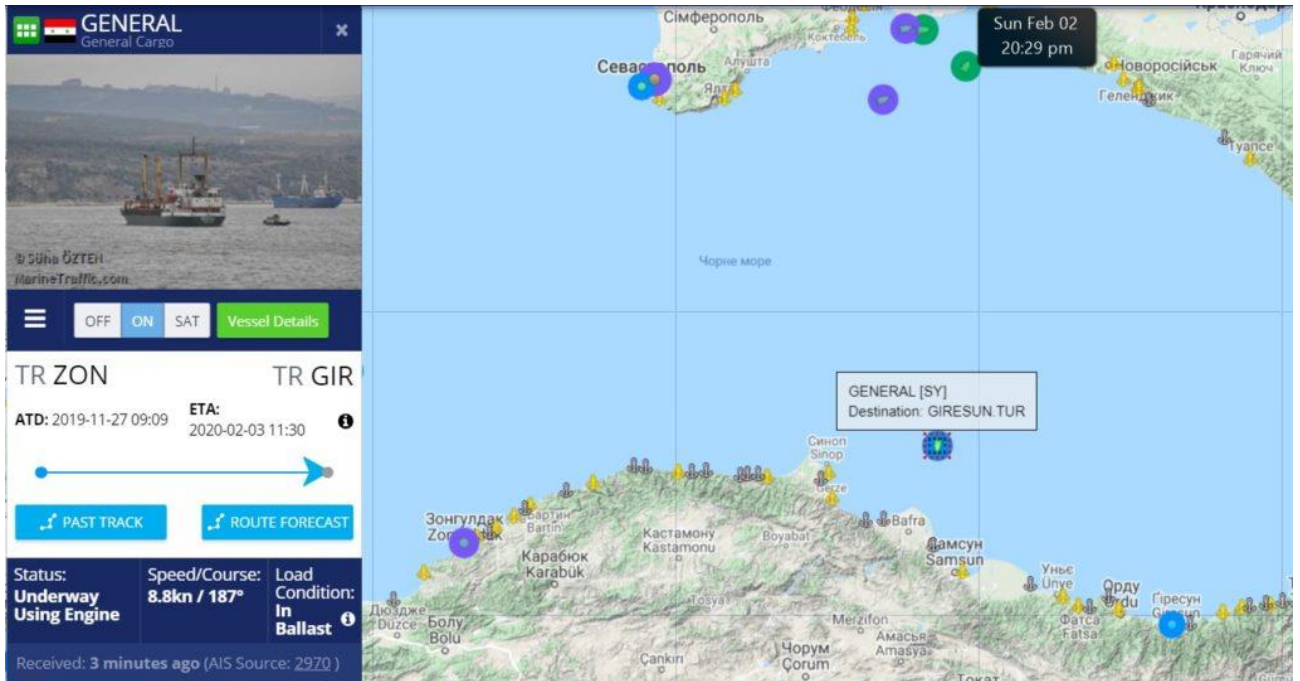 GENERAL
General Cargo
© Süha ÖZTEN
MarineTraffic.com
OFF ON SAT Vessel Details
TR ZON TR GIR
ATD: 2019-11-27 09:09
ETA:
2020-02-03 11:30
PAST TRACK
ROUTE FORECAST
Status:
Underway
Using Engine
Speed/Course:
8.8kn / 187°
Load
Condition:
In
Ballast
Received: 3 minutes ago (AIS Source: 2970 )
Sun Feb 02
20:29 pm
Сімферополь
Коктебель
Алушта
Ялта
Новоросійськ
Гарячий
Ключ
Геленджик
Туапсе
Чорне море
GENERAL [SY]
Destination: GIRESUN.TUR
Синоп
Sinop
Gerze
Зонгулдак
Бартин
Bartın
Bafra
Кастамону
Kastamonu
Boyabat
Самсун
Samsun
Карабюк
Karabük
Уньє
Ünye
Орду
Ordu
Гіресун
Giresun
Фатса
Fatsa
Дюздже
Düzce
Болу
Bolu
Tosya
Merzifon
Амасья
Amasya
Çankırı
Чорум
Çorum
Токат